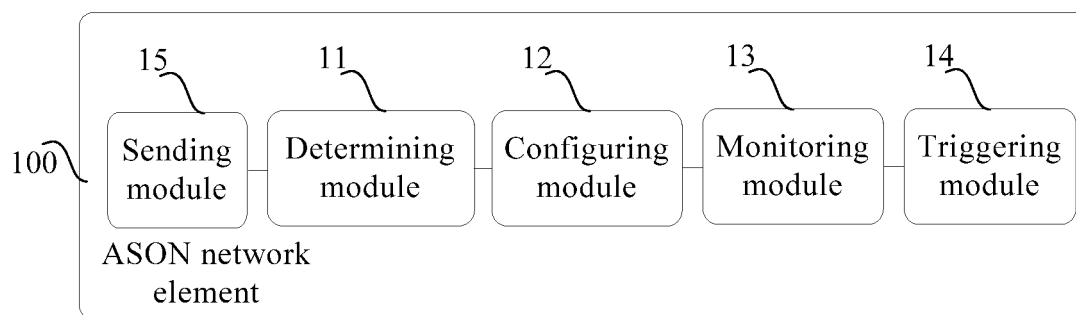 15
11
12
13
14
100
Sending
module
Determining
module
Configuring
module
Monitoring
module
Triggering
module
ASON network
element